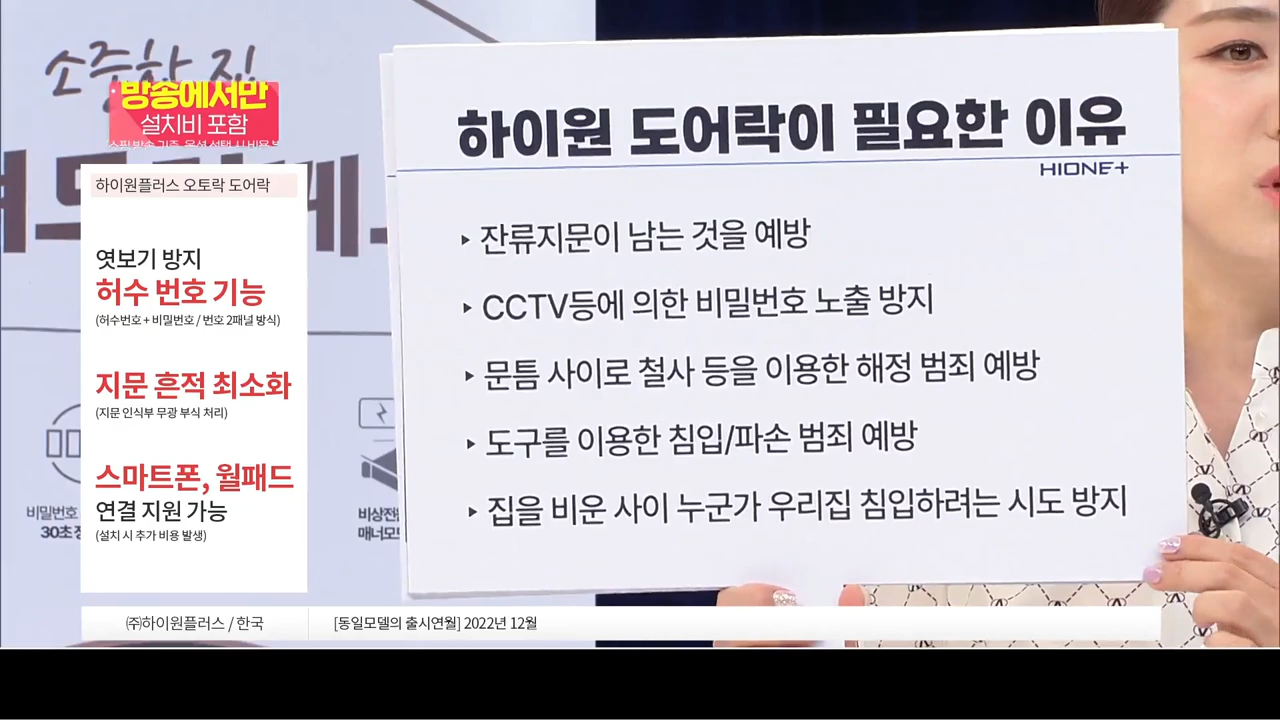 소중한 집
방송에서만
설치비 포함
하이원플러스 오토락 도어락
엿보기 방지
허수 번호 기능
(허수번호 + 비밀번호 / 번호 2패널 방식)
지문 흔적 최소화
(지문 인식부 무광 부식 처리)
스마트폰, 월패드
연결 지원 가능
(설치 시 추가 비용 발생)
비밀번호
30초
비상전원
매너모드
하이원 도어락이 필요한 이유
HIONE+
▸ 잔류지문이 남는 것을 예방
▸ CCTV등에 의한 비밀번호 노출 방지
▸ 문틈 사이로 철사 등을 이용한 해정 범죄 예방
▸ 도구를 이용한 침입/파손 범죄 예방
▸ 집을 비운 사이 누군가 우리집 침입하려는 시도 방지
㈜하이원플러스 / 한국
[동일모델의 출시연월] 2022년 12월